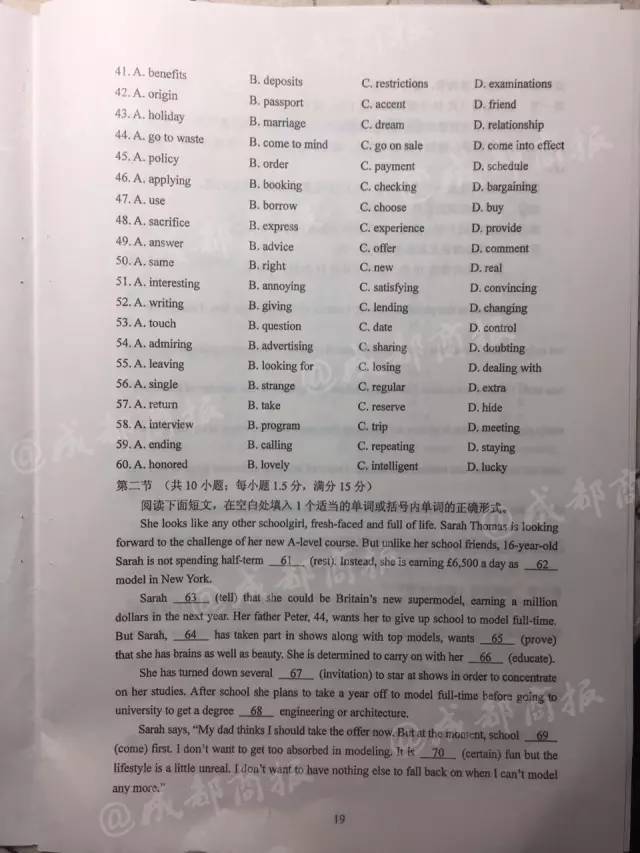 41. A. benefits B. deposits C. restrictions D. examinations
42. A. origin B. passport C. accent D. friend
43. A. holiday B. marriage C. dream D. relationship
44. A. go to waste B. come to mind C. go on sale D. come into effect
45. A. policy B. order C. payment D. schedule
46. A. applying B. booking C. checking D. bargaining
47. A. use B. borrow C. choose D. buy
48. A. sacrifice B. express C. experience D. provide
49. A. answer B. advice C. offer D. comment
50. A. same B. right C. new D. real
51. A. interesting B. annoying C. satisfying D. convincing
52. A. writing B. giving C. lending D. changing
53. A. touch B. question C. date D. control
54. A. admiring B. advertising C. sharing D. doubting
55. A. leaving B. looking for C. losing D. dealing with
56. A. single B. strange C. regular D. extra
57. A. return B. take C. reserve D. hide
58. A. interview B. program C. trip D. meeting
59. A. ending B. calling C. repeating D. staying
60. A. honored B. lovely C. intelligent D. lucky
第二节 （共 10 小题；每小题 1.5 分，满分 15 分）
阅读下面短文，在空白处填入 1 个适当的单词或括号内单词的正确形式。
She looks like any other schoolgirl, fresh-faced and full of life. Sarah Thomas is looking
forward to the challenge of her new A-level course. But unlike her school friends, 16-year-old
Sarah is not spending half-term 61 (rest). Instead, she is earning £6,500 a day as 62
model in New York.
Sarah 63 (tell) that she could be Britain's new supermodel, earning a million
dollars in the next year. Her father Peter, 44, wants her to give up school to model full-time.
But Sarah, 64 has taken part in shows along with top models, wants 65 (prove)
that she has brains as well as beauty. She is determined to carry on with her 66 (educate).
She has turned down several 67 (invitation) to star at shows in order to concentrate
on her studies. After school she plans to take a year off to model full-time before going to
university to get a degree 68 engineering or architecture.
Sarah says, "My dad thinks I should take the offer now. But at the moment, school 69
(come) first. I don't want to get too absorbed in modeling. It is 70 (certain) fun but the
lifestyle is a little unreal. I don't want to have nothing else to fall back on when I can't model
any more."
19
@成都商报
@成都商报
@成都商报
@成都商报